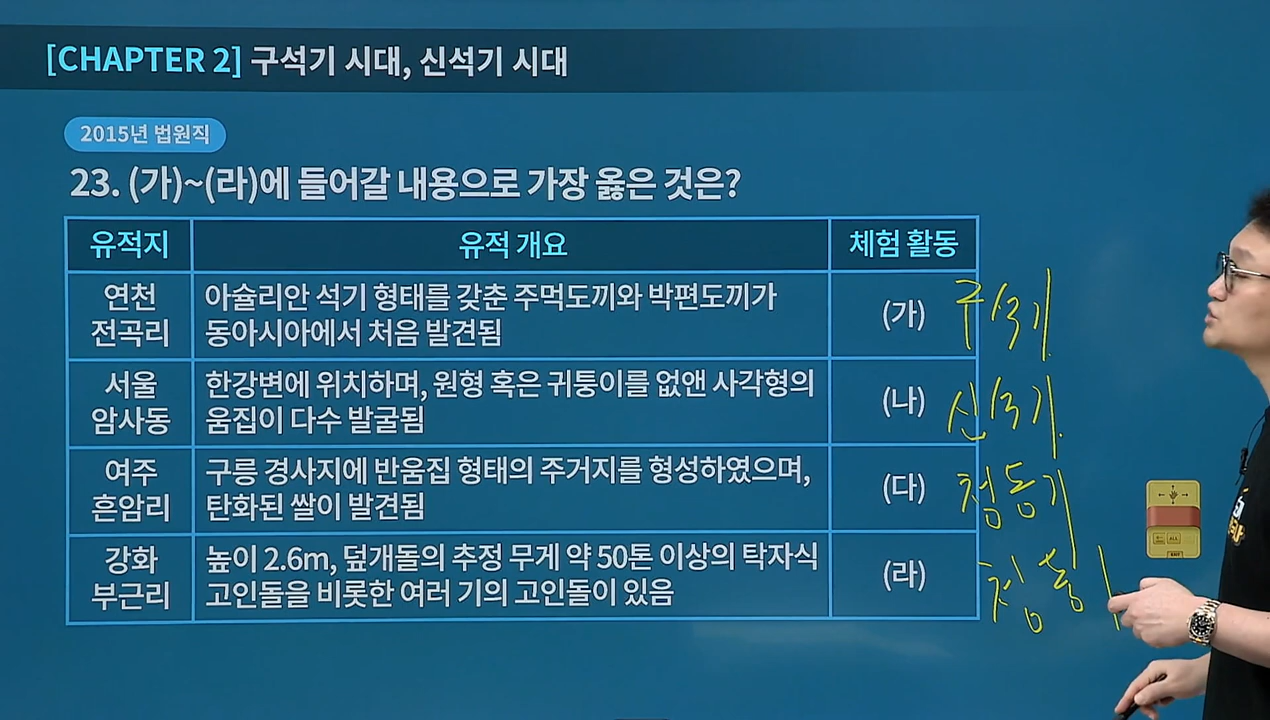 [CHAPTER 2] 구석기 시대, 신석기 시대
2015년 법원직
23. (가)~(라)에 들어갈 내용으로 가장 옳은 것은?
유적지 유적 개요 체험 활동
연천 전곡리
아슐리안 석기 형태를 갖춘 주먹도끼와 박편도끼가
동아시아에서 처음 발견됨
(가) 구석기
서울 암사동
한강변에 위치하며, 원형 혹은 귀퉁이를 없앤 사각형의
움집이 다수 발굴됨
(나) 신석기
여주 흔암리
구릉 경사지에 반움집 형태의 주거지를 형성하였으며,
탄화된 쌀이 발견됨
(다) 청동기
강화 부근리
높이 2.6m, 덮개돌의 추정 무게 약 50톤 이상의 탁자식
고인돌을 비롯한 여러 기의 고인돌이 있음
(라) 청동